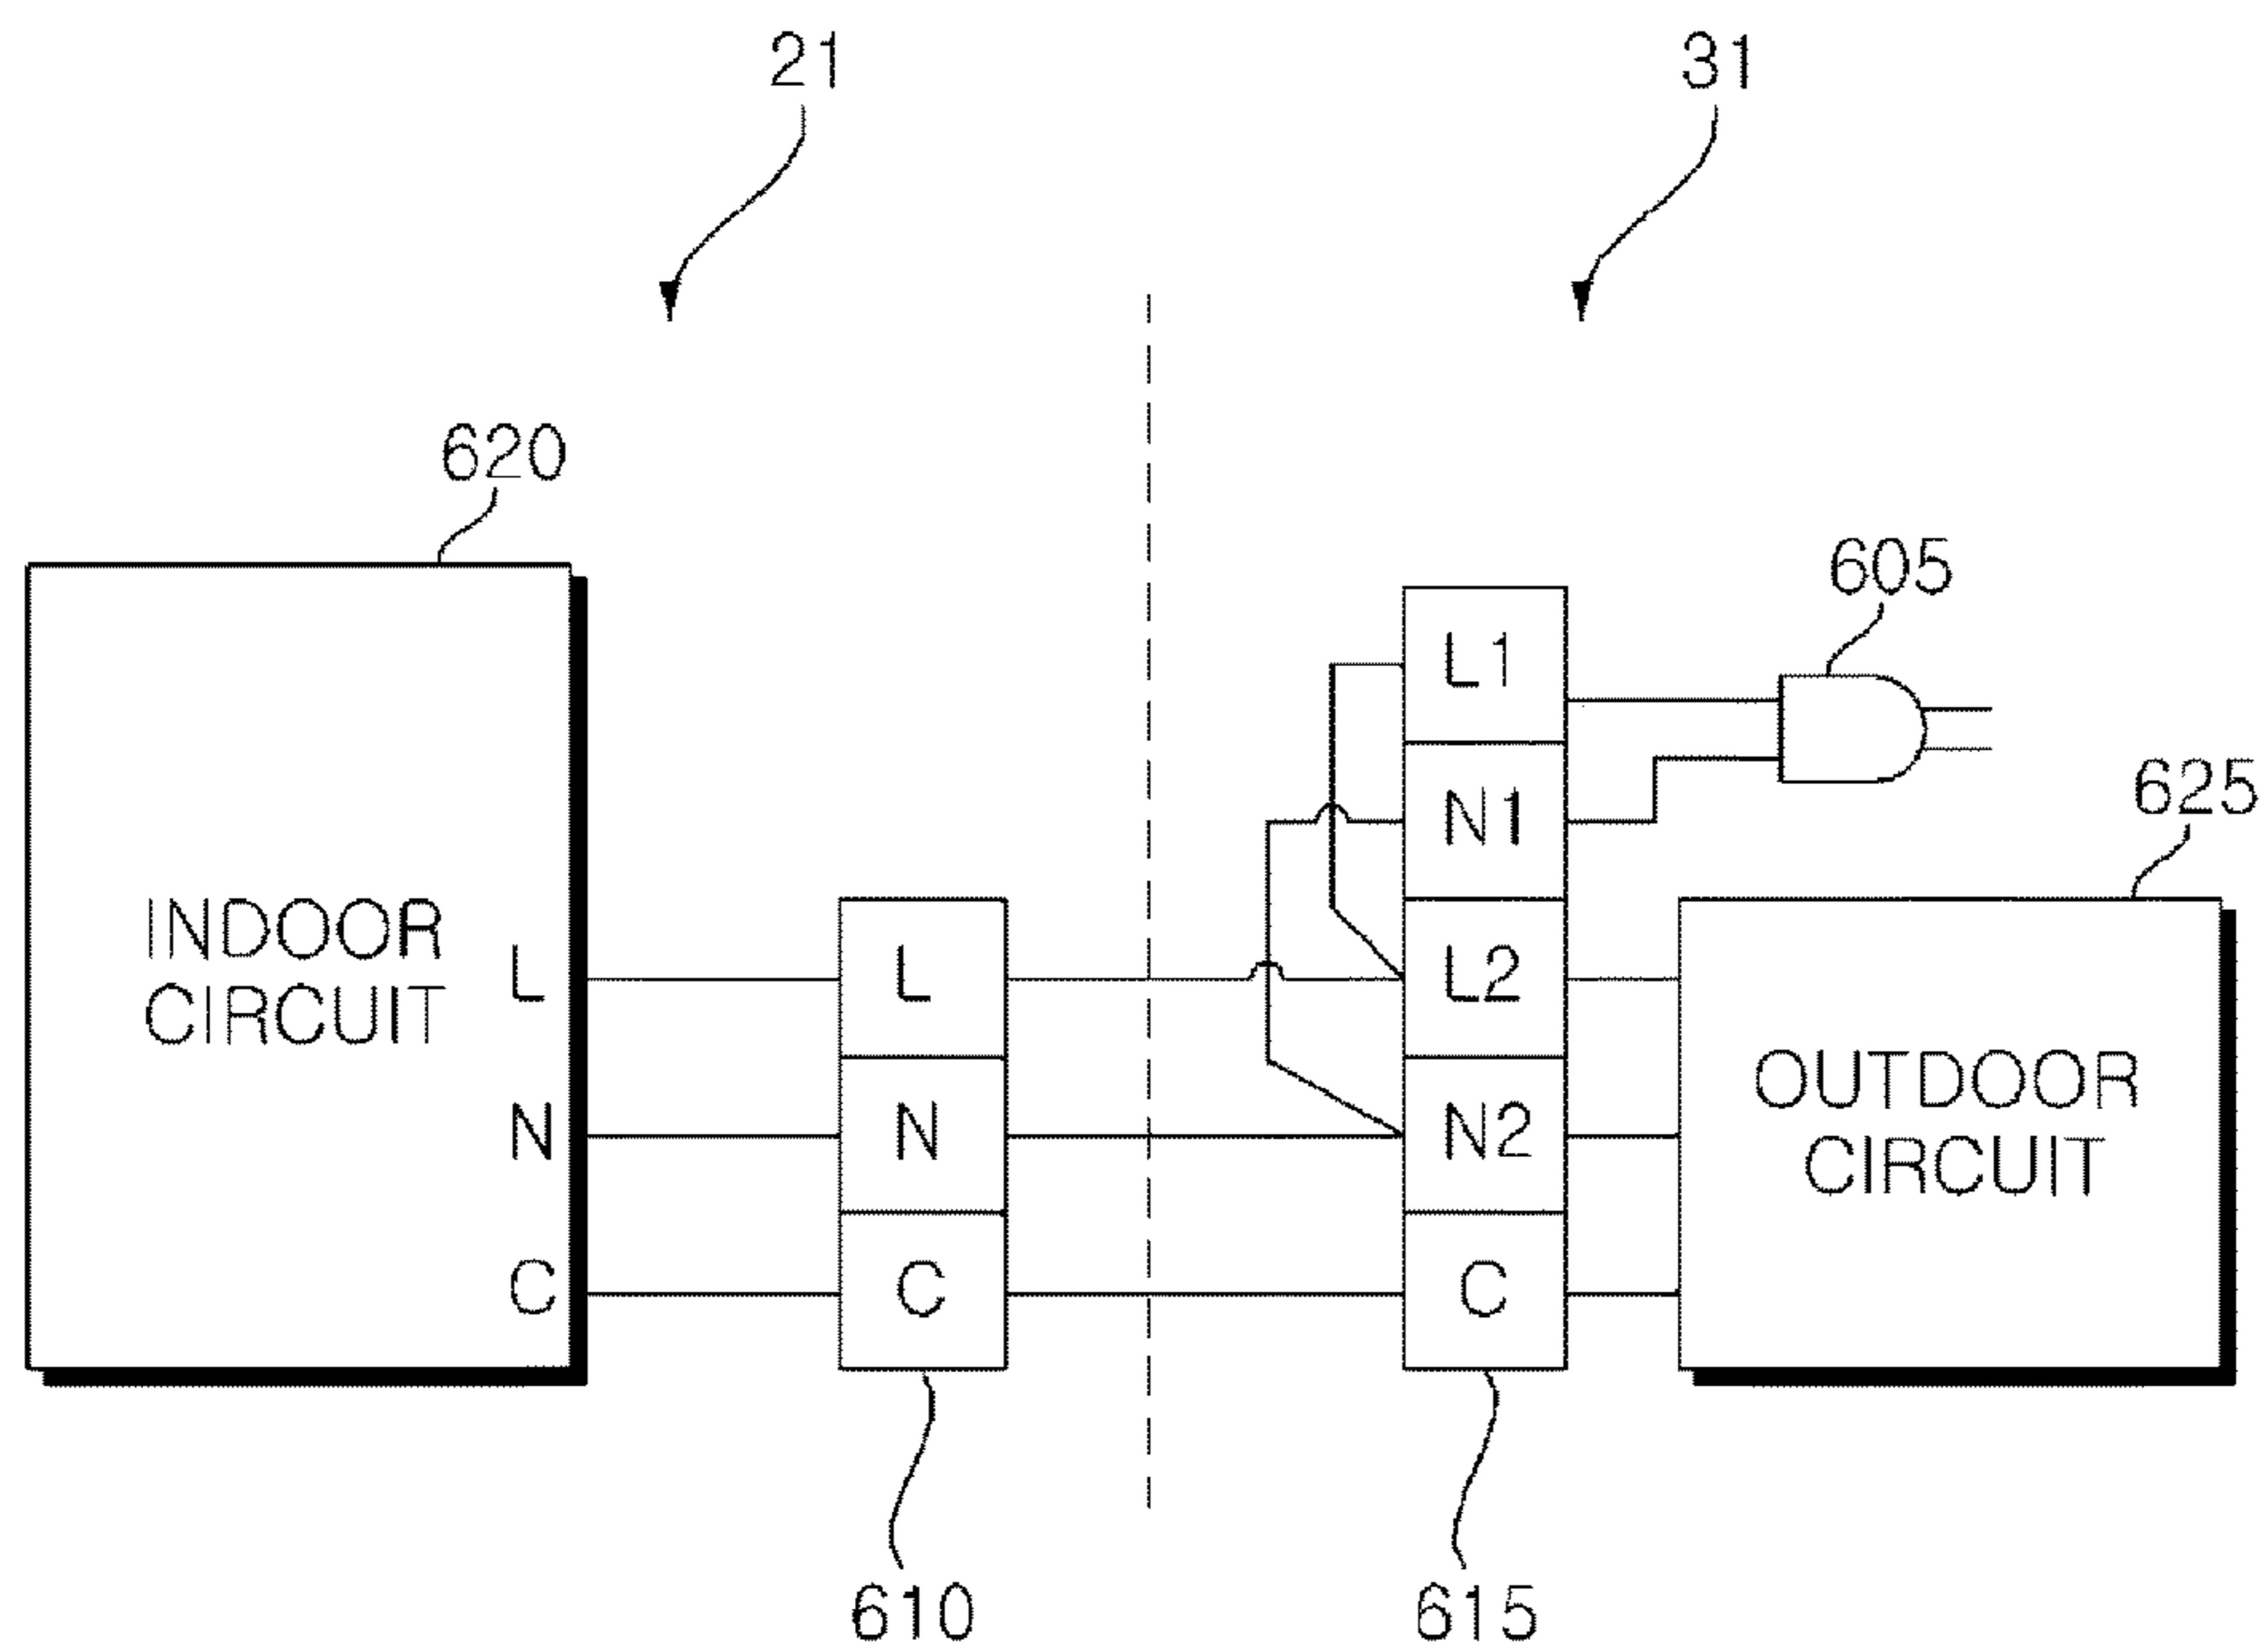 21
31
620
605
625
INDOOR
CIRCUIT
L
N
C
L
N
C
L1
N1
L2
N2
C
OUTDOOR
CIRCUIT
610
615